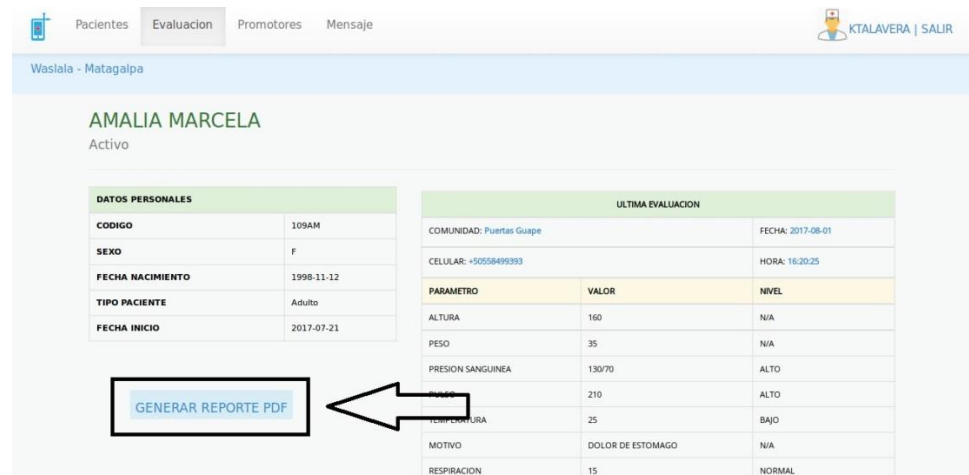 Pacientes Evaluacion Promotores Mensaje KTALAVERA | SALIR
Waslala - Matagalpa
AMALIA MARCELA
Activo
DATOS PERSONALES
CODIGO 109AM
SEXO F
FECHA NACIMIENTO 1998-11-12
TIPO PACIENTE Adulto
FECHA INICIO 2017-07-21
GENERAR REPORTE PDF
ULTIMA EVALUACION
COMUNIDAD: Puertas Guape FECHA: 2017-08-01
CELULAR: +50558499393 HORA: 16:20:25
PARAMETRO VALOR NIVEL
ALTURA 160 N/A
PESO 35 N/A
PRESION SANGUINEA 130/70 ALTO
PULSO 210 ALTO
TEMPERATURA 25 BAJO
MOTIVO DOLOR DE ESTOMAGO N/A
RESPIRACION 15 NORMAL